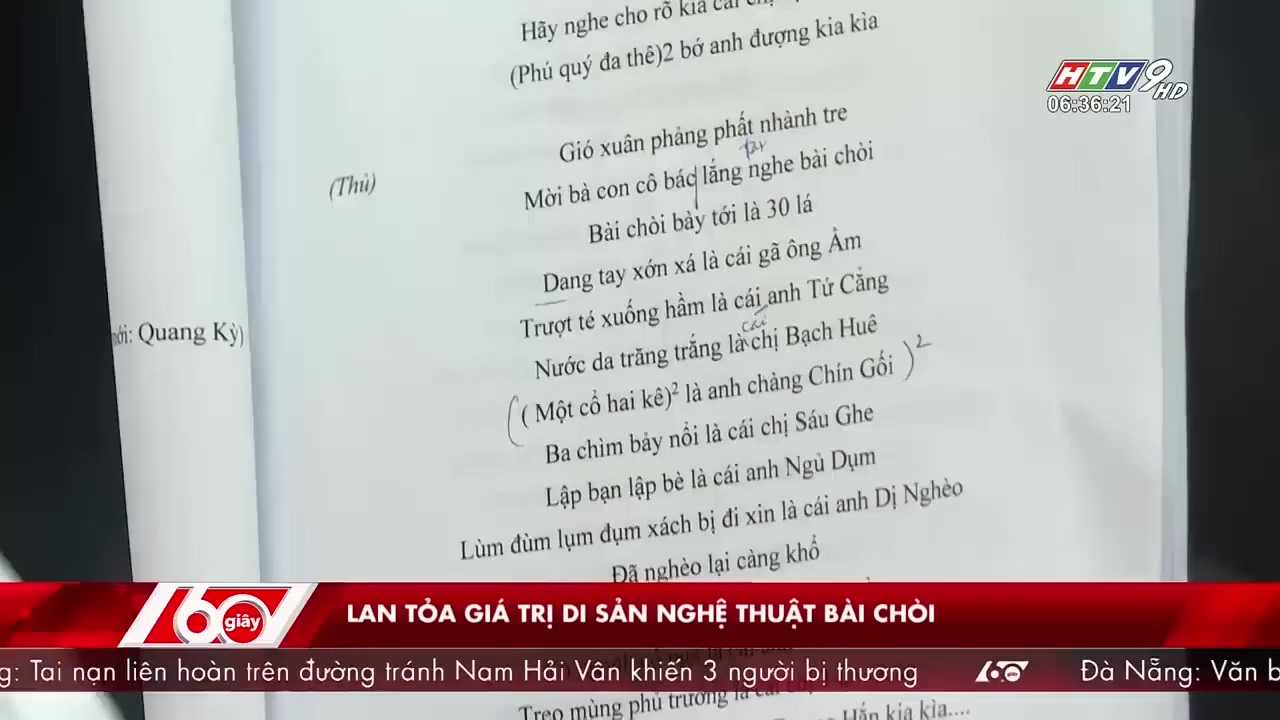 Hãy nghe cho rõ kia cái
(Phú quý đa thê)2 bớ anh đượng kia kìa
HTV9 HD
06:36:21
Gió xuân phảng phất nhành tre
(Thủ)
Mời bà con cô bác lắng nghe bài chòi
Bài chòi bảy tới là 30 lá
Dang tay xớn xá là cái gã ông Ầm
Trượt té xuống hầm là cái anh Tứ Cẳng
cái
Nước da trăng trắng là chị Bạch Huê
ới: Quang Kỳ)
( ( Một cổ hai kê)² là anh chàng Chín Gối )²
Ba chìm bảy nổi là cái chị Sáu Ghe
Lập bạn lập bè là cái anh Ngủ Dụm
Lùm đùm lụm đụm xách bị đi xin là cái anh Dị Nghèo
Đã nghèo lại càng khổ
60 giây
LAN TỎA GIÁ TRỊ DI SẢN NGHỆ THUẬT BÀI CHÒI
g: Tai nạn liên hoàn trên đường tránh Nam Hải Vân khiến 3 người bị thương
60
Đà Nẵng: Văn b
Treo mùng phủ trướng là cái
Hẳn kia kìa....